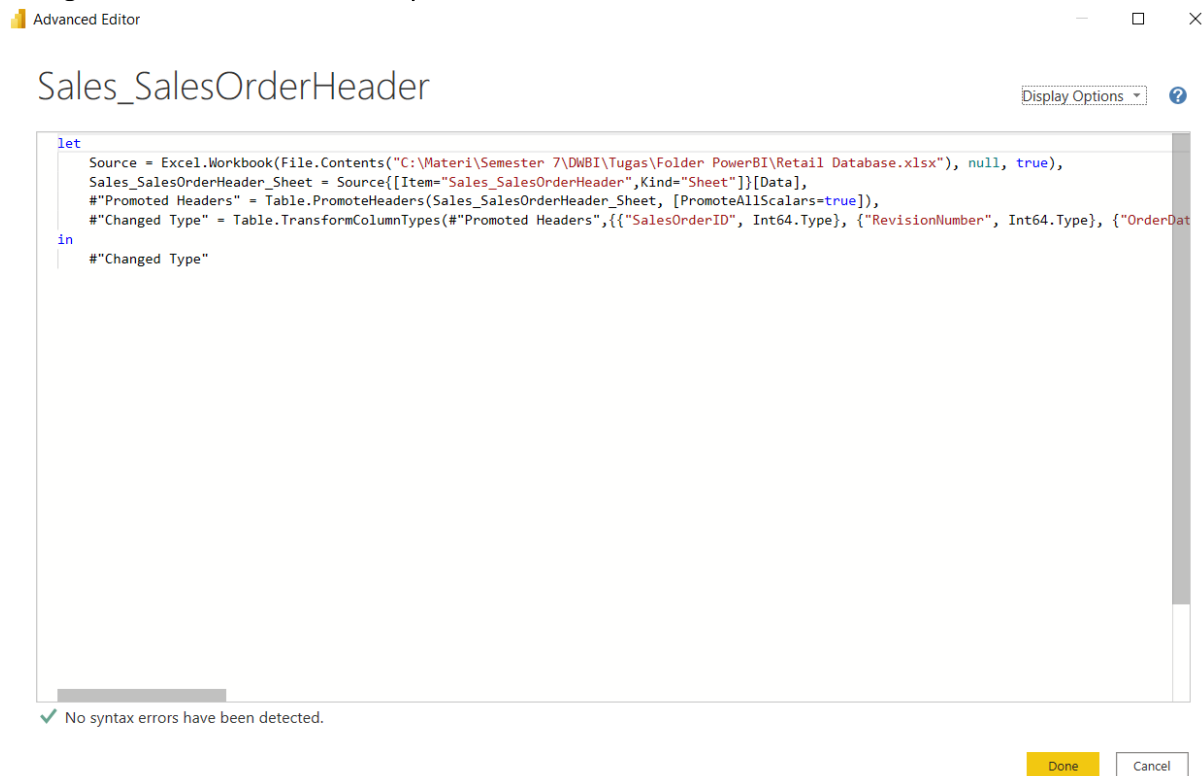 Advanced Editor
Sales_SalesOrderHeader
Display Options
?
let
Source = Excel.Workbook(File.Contents("C:\Materi\Semester 7\DWBI\Tugas\Folder PowerBI\Retail Database.xlsx"), null, true),
Sales_SalesOrderHeader_Sheet = Source{[Item="Sales_SalesOrderHeader",Kind="Sheet"]}[Data],
#"Promoted Headers" = Table.PromoteHeaders(Sales_SalesOrderHeader_Sheet, [PromoteAllScalars=true]),
#"Changed Type" = Table.TransformColumnTypes(#"Promoted Headers",{{"SalesOrderID", Int64.Type}, {"RevisionNumber", Int64.Type}, {"OrderDat
in
#"Changed Type"
No syntax errors have been detected.
Done Cancel